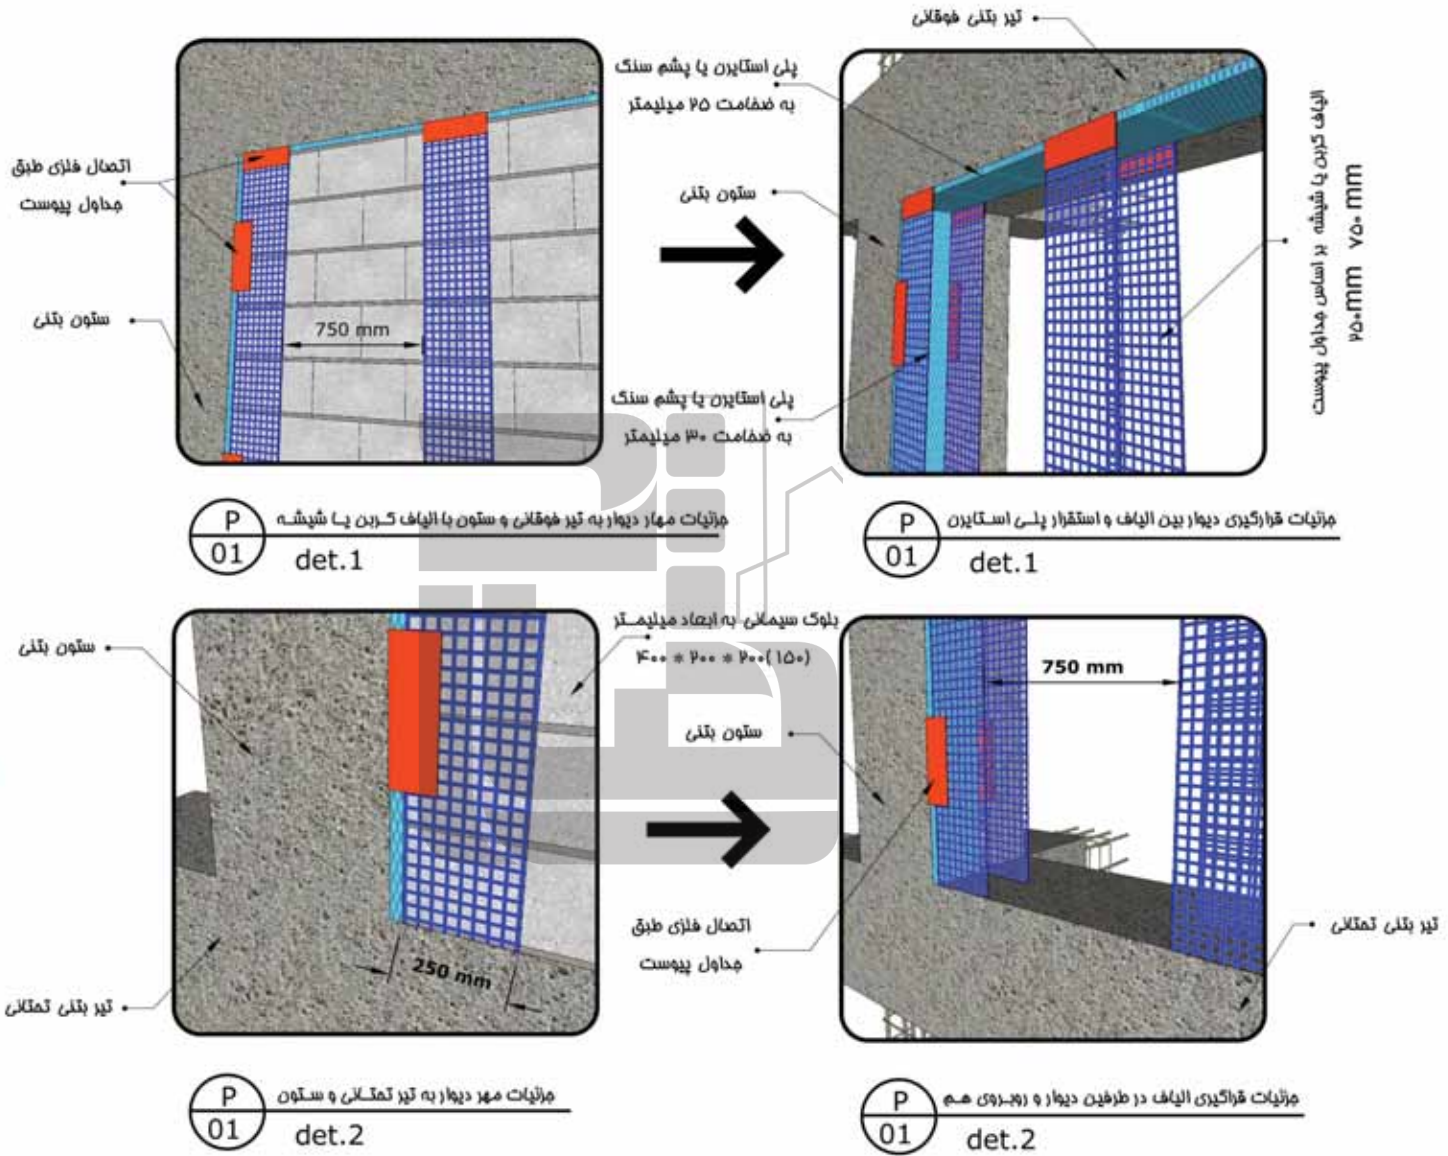 تیر بتنی فوقانی
پلی استایرن یا پشم سنگ
به ضخامت ۲۵ میلیمتر
اتصال فلزی طبق
جداول پیوست
ستون بتنی
ستون بتنی
750 mm
پلی استایرن یا پشم سنگ
به ضخامت ۳۰ میلیمتر
الیاف کربن یا شیشه بر اساس جداول پیوست
۲۵۰mm ۷۵۰ mm
P
01
جزئیات مهار دیوار به تیر فوقانی و ستون با الیاف کربن یا شیشه
det.1
P
01
جزئیات قرارگیری دیوار بین الیاف و استقرار پلی استایرن
det.1
ستون بتنی
بلوک سیمانی به ابعاد میلیمتر
۴۰۰ * ۲۰۰ * ۲۰۰(۱۵۰)
750 mm
ستون بتنی
اتصال فلزی طبق
جداول پیوست
250 mm
تیر بتنی تحتانی
تیر بتنی تحتانی
P
01
جزئیات مهر دیوار به تیر تحتانی و ستون
det.2
P
01
جزئیات قراگیری الیاف در طرفین دیوار و روبروی هم
det.2